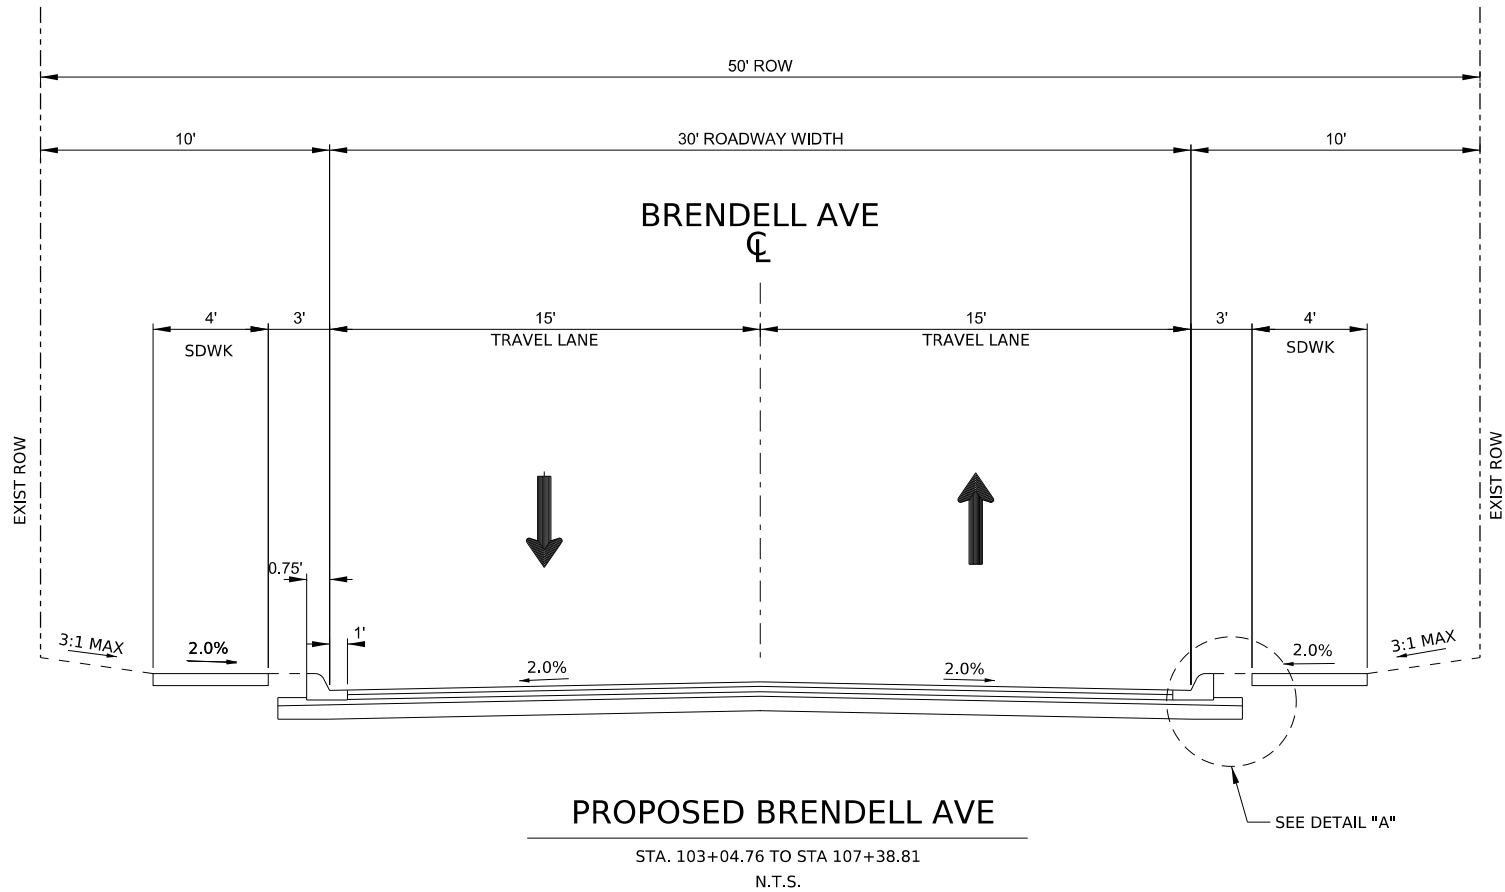 50' ROW
10'
30' ROADWAY WIDTH
10'
BRENDELL AVE
℄
4'
3'
15'
15'
3'
4'
SDWK
TRAVEL LANE
TRAVEL LANE
SDWK
EXIST ROW
EXIST ROW
0.75'
1'
3:1 MAX
2.0%
2.0%
2.0%
2.0%
3:1 MAX
PROPOSED BRENDELL AVE
SEE DETAIL "A"
STA. 103+04.76 TO STA 107+38.81
N.T.S.